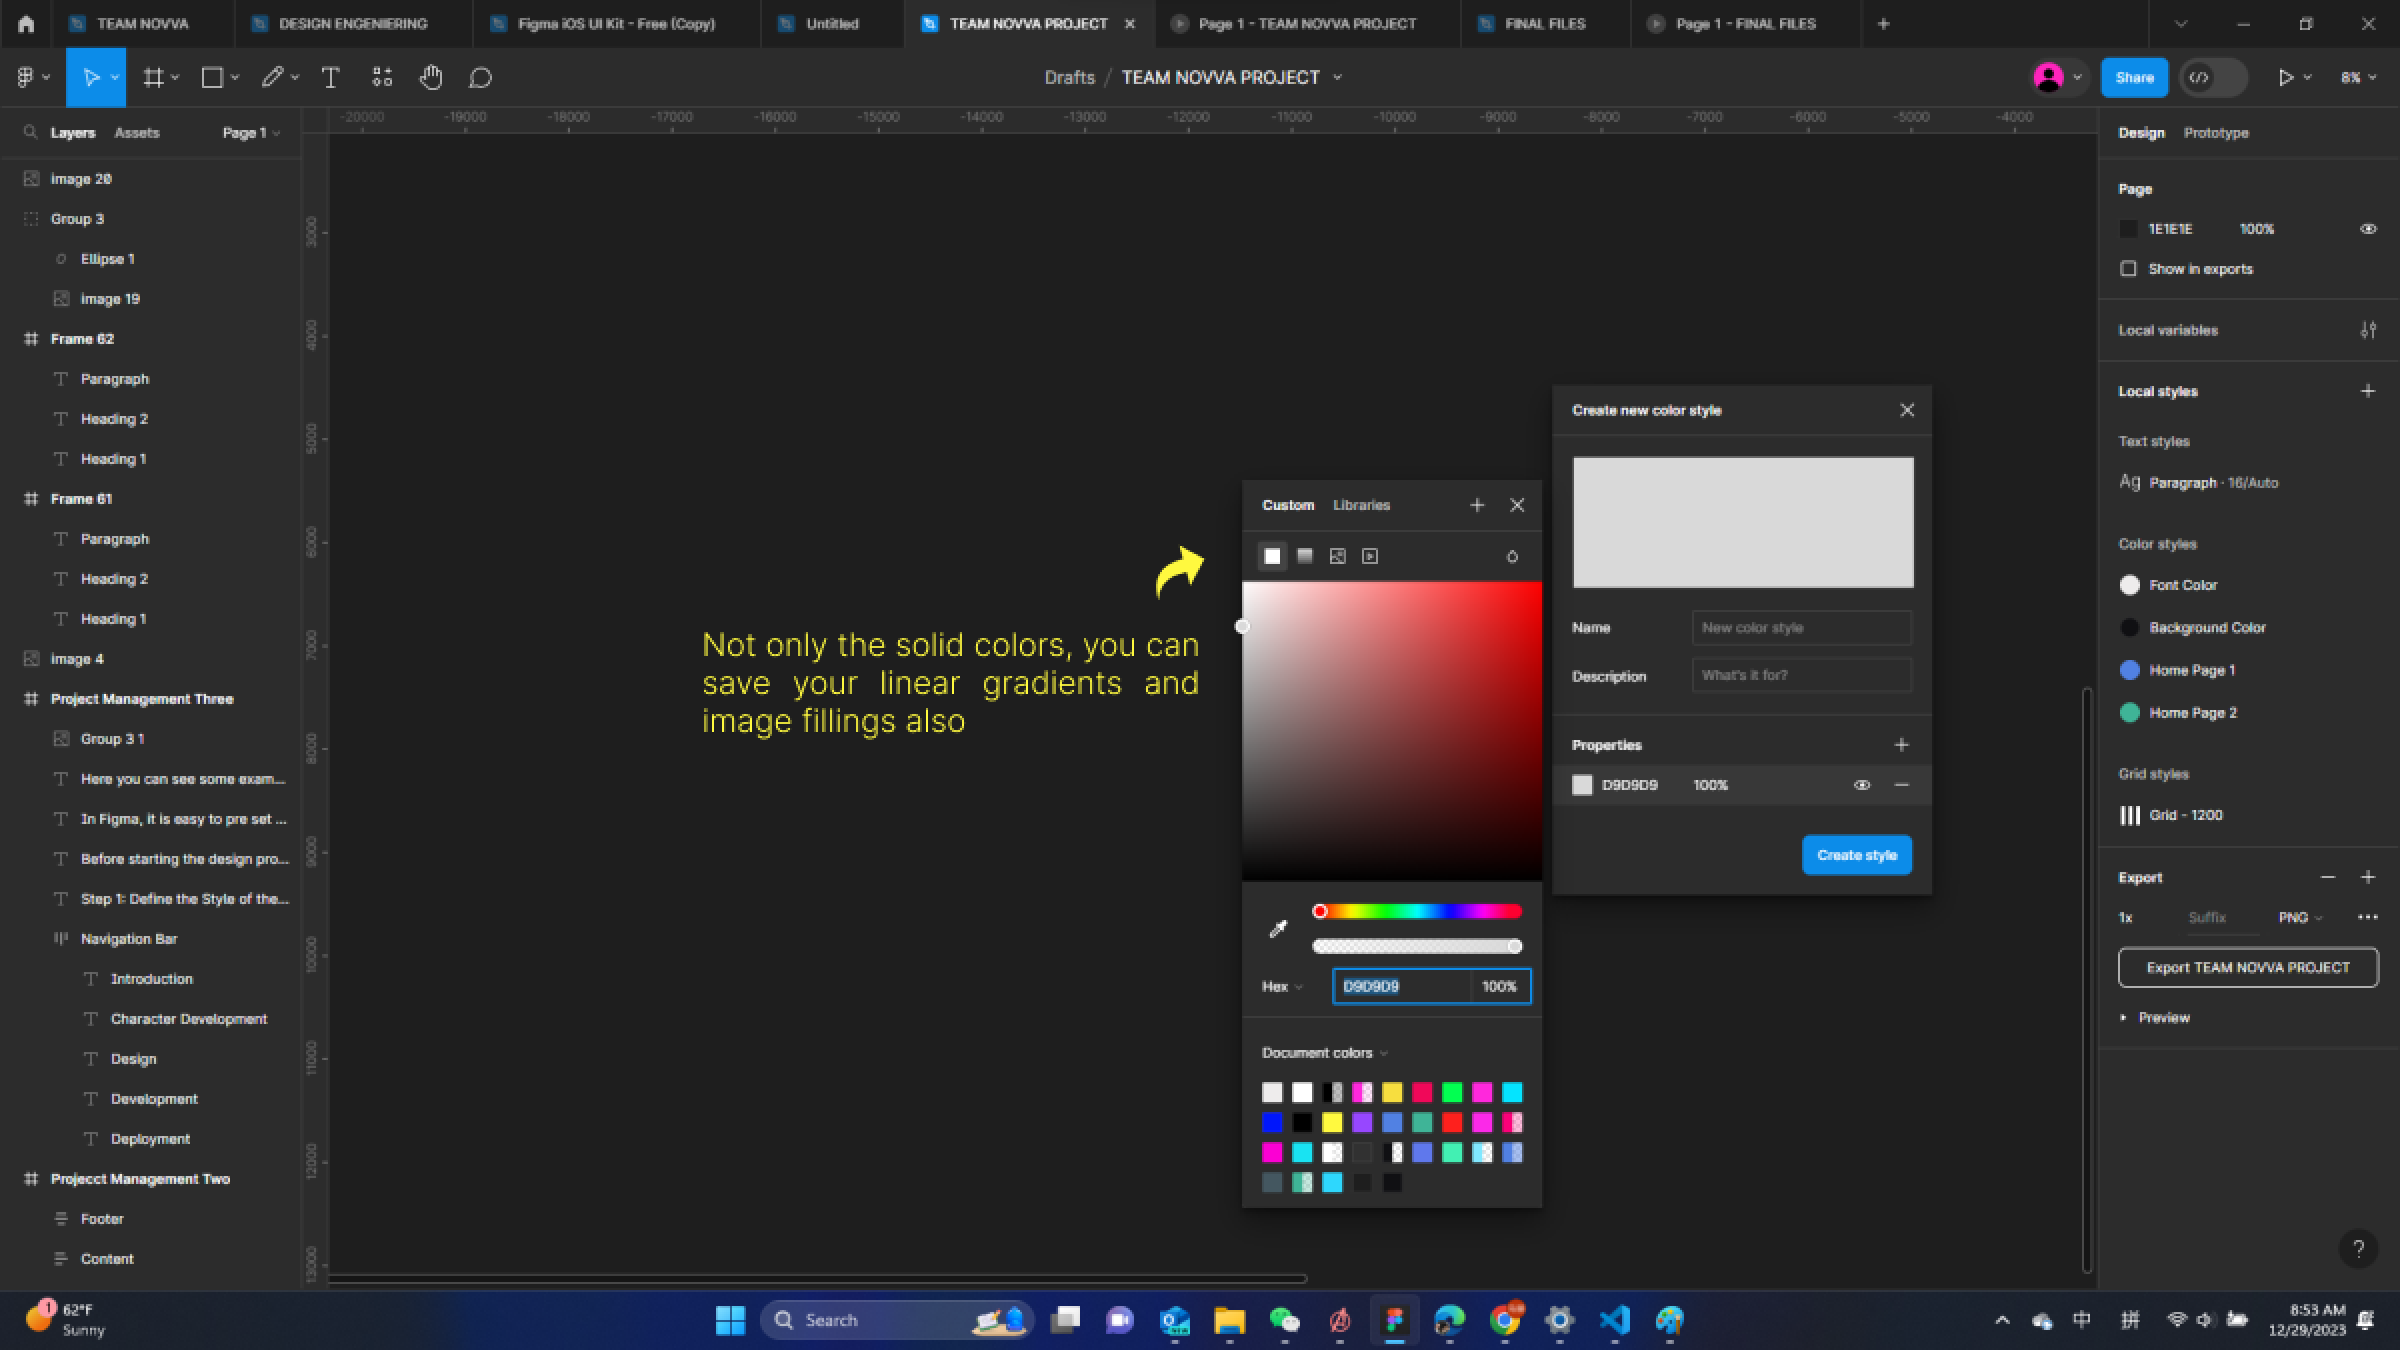 TEAM NOVVA
DESIGN ENGENIERING
Figma iOS UI Kit - Free (Copy)
Untitled
TEAM NOVVA PROJECT
Page 1 - TEAM NOVVA PROJECT
FINAL FILES
Page 1 - FINAL FILES
Drafts / TEAM NOVVA PROJECT
Share
8%
Layers Assets Page 1
-20000 -19000 -18000 -17000 -16000 -15000 -14000 -13000 -12000 -11000 -10000 -9000 -8000 -7000 -6000 -5000 -4000
3000
4000
5000
6000
7000
8000
9000
10000
11000
12000
13000
image 20
Group 3
Ellipse 1
image 19
Frame 62
Paragraph
Heading 2
Heading 1
Frame 61
Paragraph
Heading 2
Heading 1
image 4
Project Management Three
Group 3 1
Here you can see some exam...
In Figma, it is easy to pre set ...
Before starting the design pro...
Step 1: Define the Style of the...
Navigation Bar
Introduction
Character Development
Design
Development
Deployment
Projecct Management Two
Footer
Content
Not only the solid colors, you can
save your linear gradients and
image fillings also
Custom Libraries
Hex D9D9D9 100%
Document colors
Create new color style
Name New color style
Description What's it for?
Properties
D9D9D9 100%
Create style
Design Prototype
Page
1E1E1E 100%
Show in exports
Local variables
Local styles
Text styles
Ag Paragraph · 16/Auto
Color styles
Font Color
Background Color
Home Page 1
Home Page 2
Grid styles
Grid - 1200
Export
1x Suffix PNG
Export TEAM NOVVA PROJECT
Preview
?
1
62°F
Sunny
Search
中
拼
8:53 AM
12/29/2023